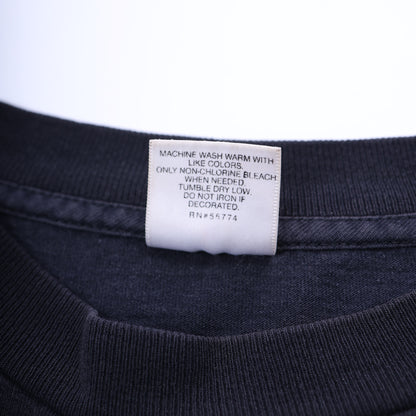 MACHINE WASH WARM WITH
LIKE COLORS.
ONLY NON-CHLORINE BLEACH
WHEN NEEDED.
TUMBLE DRY LOW.
DO NOT IRON IF
DECORATED.
RN#56774